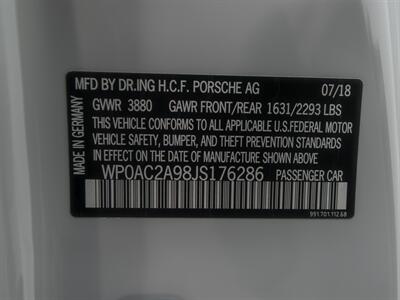 MFD BY DR.ING H.C.F. PORSCHE AG 07/18
GVWR 3880 GAWR FRONT/REAR 1631/2293 LBS
THIS VEHICLE CONFORMS TO ALL APPLICABLE
U.S.FEDERAL MOTOR
VEHICLE SAFETY, BUMPER, AND THEFT PREVENTION STANDARDS
IN EFFECT ON THE DATE OF MANUFACTURE SHOWN ABOVE.
WP0AC2A98JS176286 PASSENGER CAR
MADE IN GERMANY
991.701.112.68